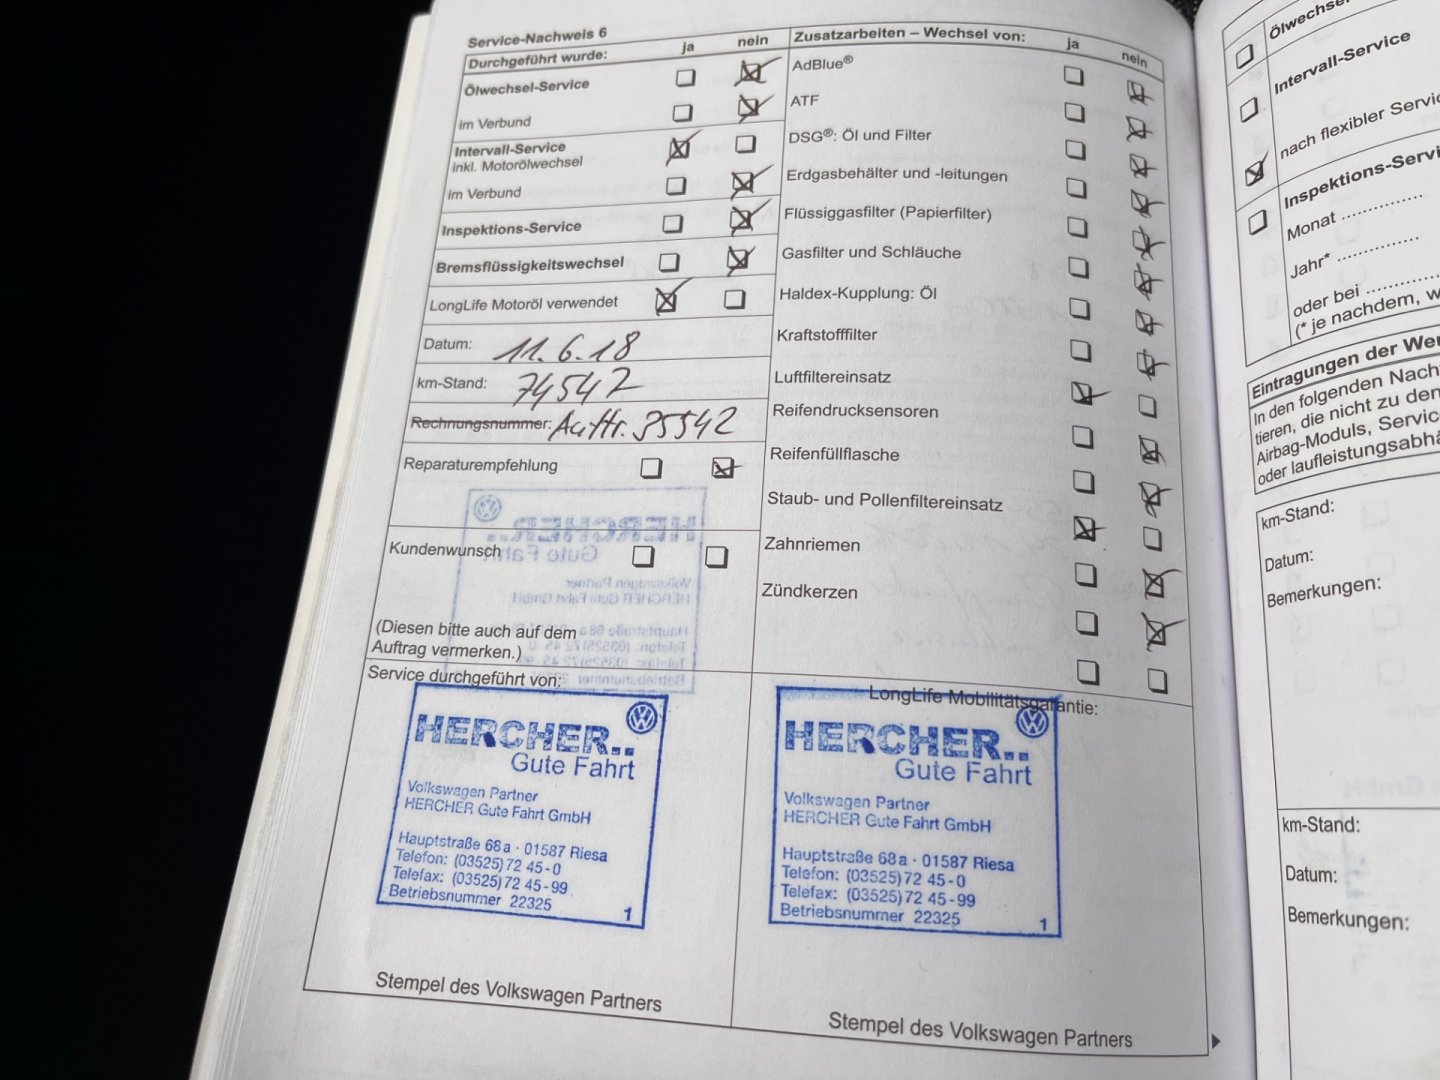 Service-Nachweis 6
Durchgeführt wurde: ja nein
Ölwechsel-Service
im Verbund
Intervall-Service
inkl. Motorölwechsel
im Verbund
Inspektions-Service
Bremsflüssigkeitswechsel
LongLife Motoröl verwendet
Datum: 11.6.18
km-Stand: 74542
Rechnungsnummer: Auftr. 35542
Reparaturempfehlung
Kundenwunsch
(Diesen bitte auch auf dem
Auftrag vermerken.)
Service durchgeführt von:
HERCHER..
Gute Fahrt
Volkswagen Partner
HERCHER Gute Fahrt GmbH
Hauptstraße 68a · 01587 Riesa
Telefon: (03525) 72 45-0
Telefax: (03525) 72 45-99
Betriebsnummer 22325
1
Stempel des Volkswagen Partners
Zusatzarbeiten – Wechsel von: ja nein
AdBlue®
ATF
DSG®: Öl und Filter
Erdgasbehälter und -leitungen
Flüssiggasfilter (Papierfilter)
Gasfilter und Schläuche
Haldex-Kupplung: Öl
Kraftstofffilter
Luftfiltereinsatz
Reifendrucksensoren
Reifenfüllflasche
Staub- und Pollenfiltereinsatz
Zahnriemen
Zündkerzen
LongLife Mobilitätsgarantie:
HERCHER..
Gute Fahrt
Volkswagen Partner
HERCHER Gute Fahrt GmbH
Hauptstraße 68a · 01587 Riesa
Telefon: (03525) 72 45-0
Telefax: (03525) 72 45-99
Betriebsnummer 22325
1
Stempel des Volkswagen Partners
Intervall-Service
nach flexibler
Monat ..............
Jahr* ..............
oder bei ..............
(* je nachdem,
Eintragungen der
In den folgenden
tieren, die nicht zu den
Airbag-Moduls,
oder
km-Stand:
Datum:
Bemerkungen:
km-Stand:
Datum:
Bemerkungen: